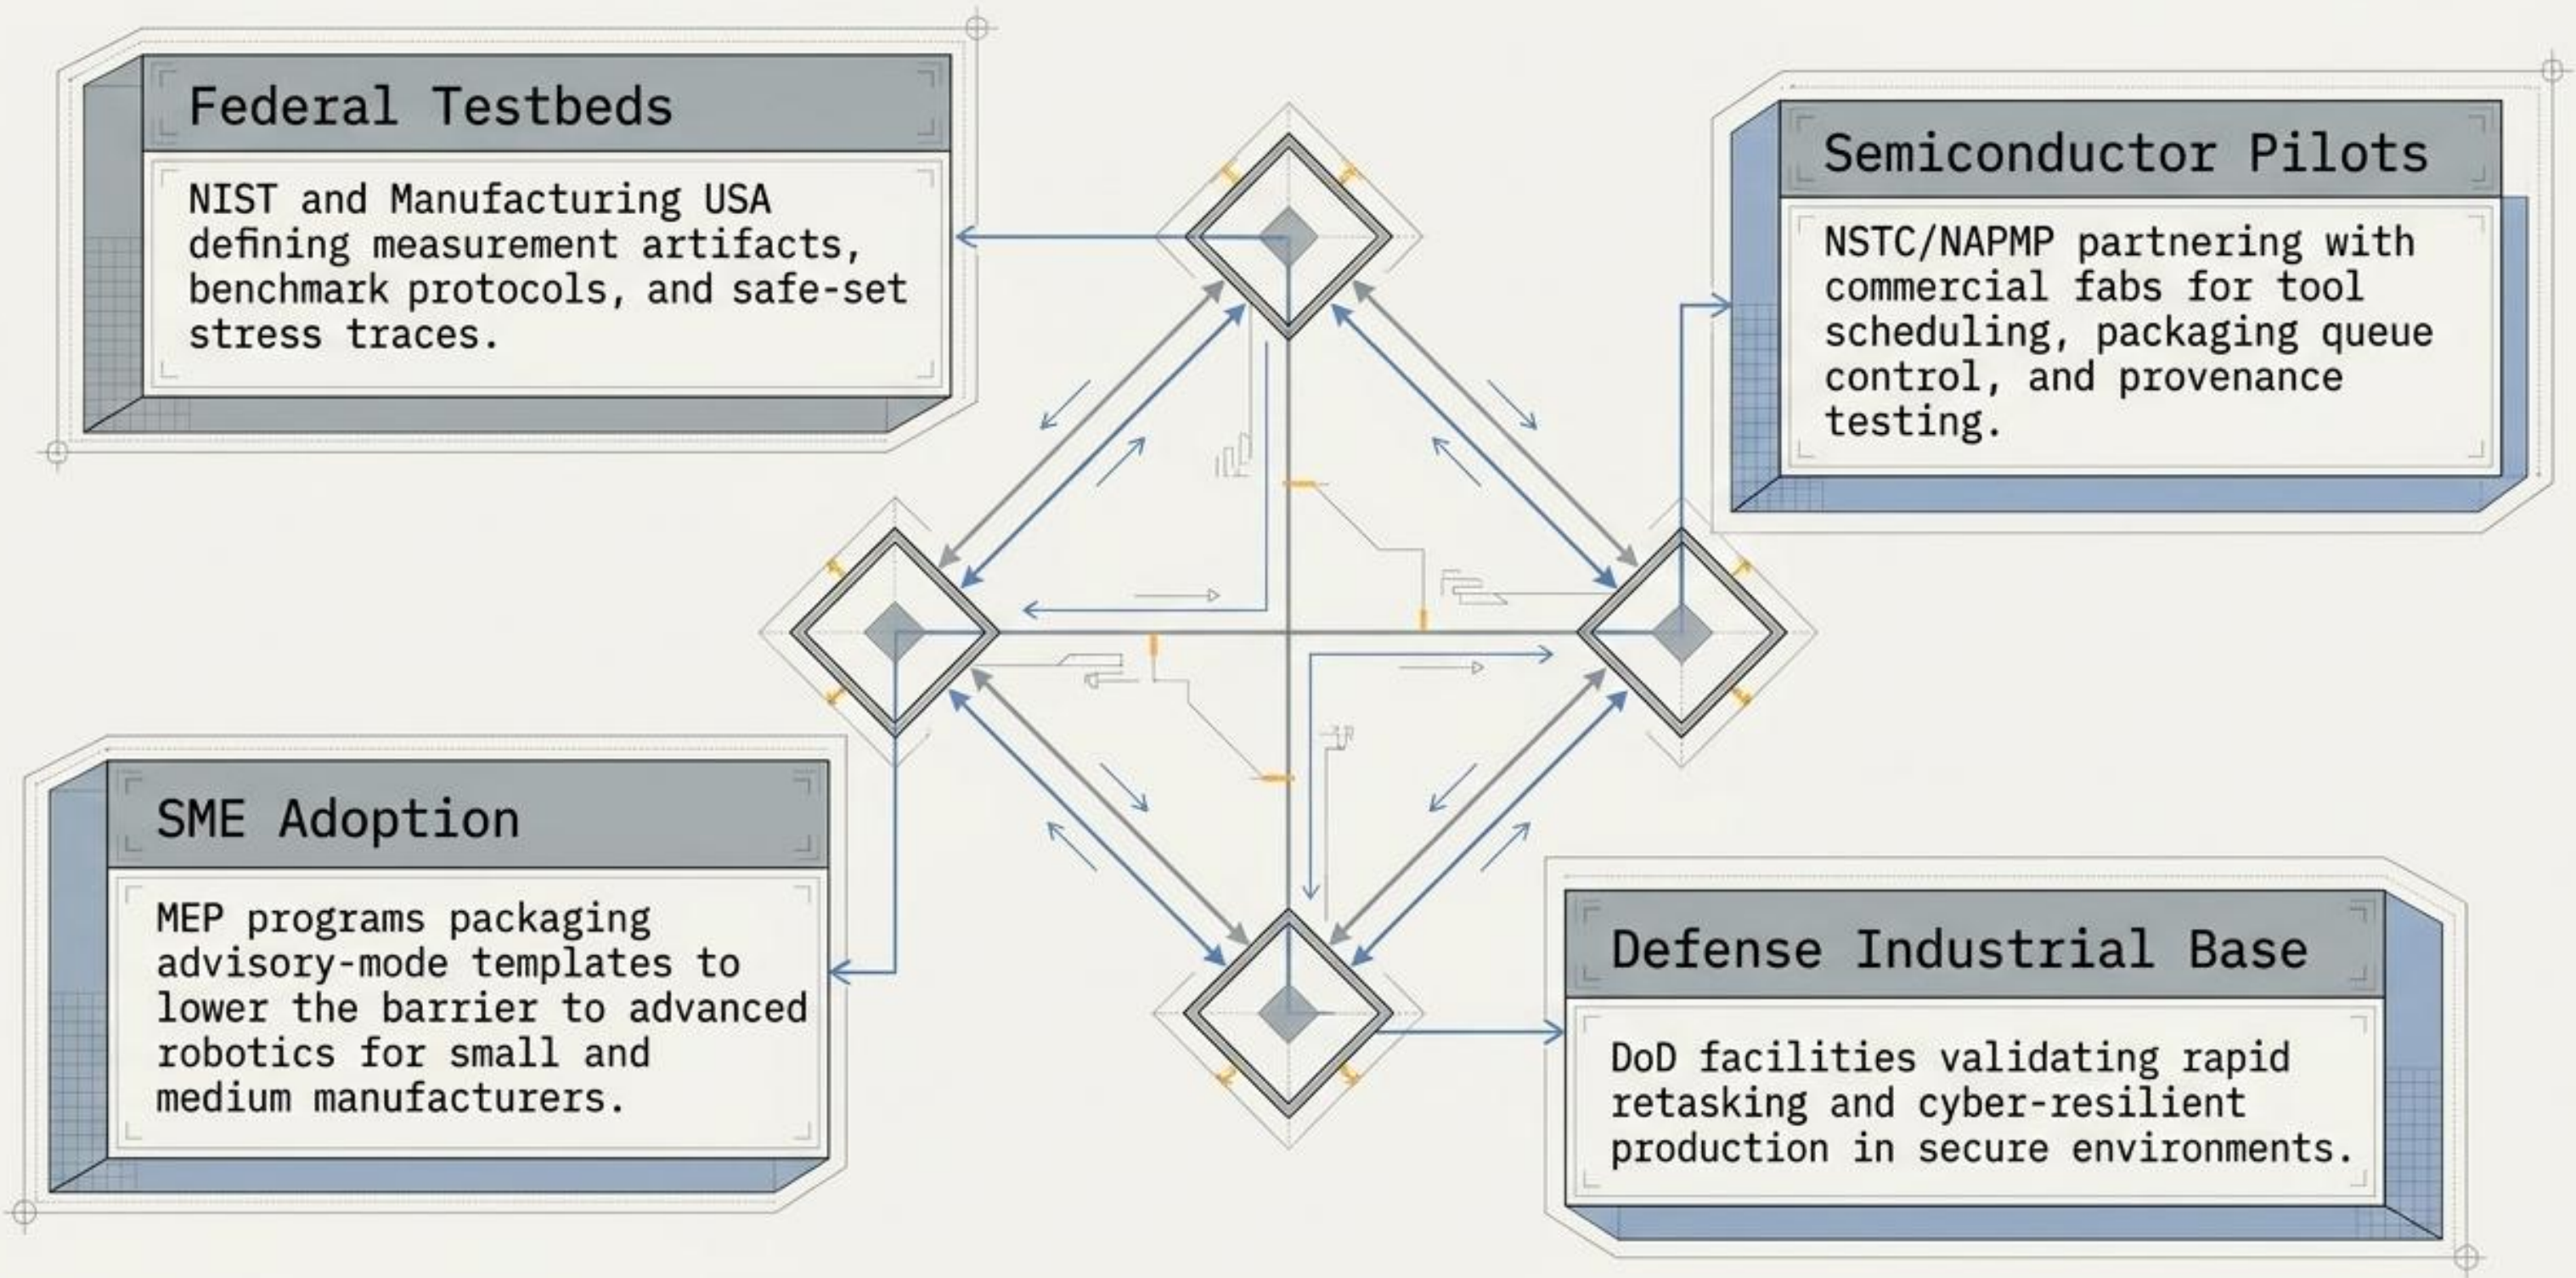 Federal Testbeds
NIST and Manufacturing USA
defining measurement artifacts,
benchmark protocols, and safe-set
stress traces.
Semiconductor Pilots
NSTC/NAPMP partnering with
commercial fabs for tool
scheduling, packaging queue
control, and provenance
testing.
SME Adoption
MEP programs packaging
advisory-mode templates to
lower the barrier to advanced
robotics for small and
medium manufacturers.
Defense Industrial Base
DoD facilities validating rapid
retasking and cyber-resilient
production in secure environments.